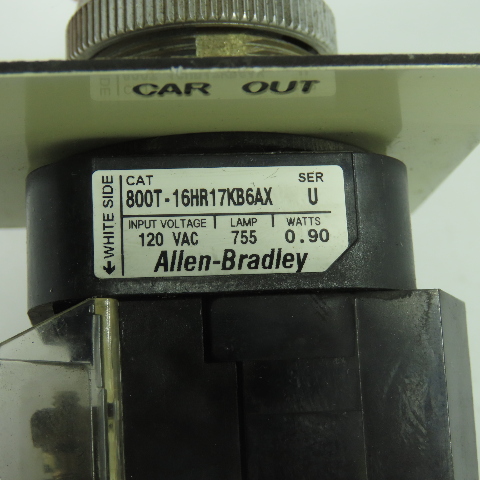 CAR OUT
← WHITE SIDE
CAT SER
800T-16HR17KB6AX U
INPUT VOLTAGE LAMP WATTS
120 VAC 755 0.90
Allen-Bradley